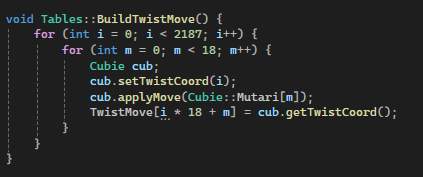 void Tables::BuildTwistMove() {
    for (int i = 0; i < 2187; i++) {
        for (int m = 0; m < 18; m++) {
            Cubie cub;
            cub.setTwistCoord(i);
            cub.applyMove(Cubie::Mutari[m]);
            TwistMove[i * 18 + m] = cub.getTwistCoord();
        }
    }
}